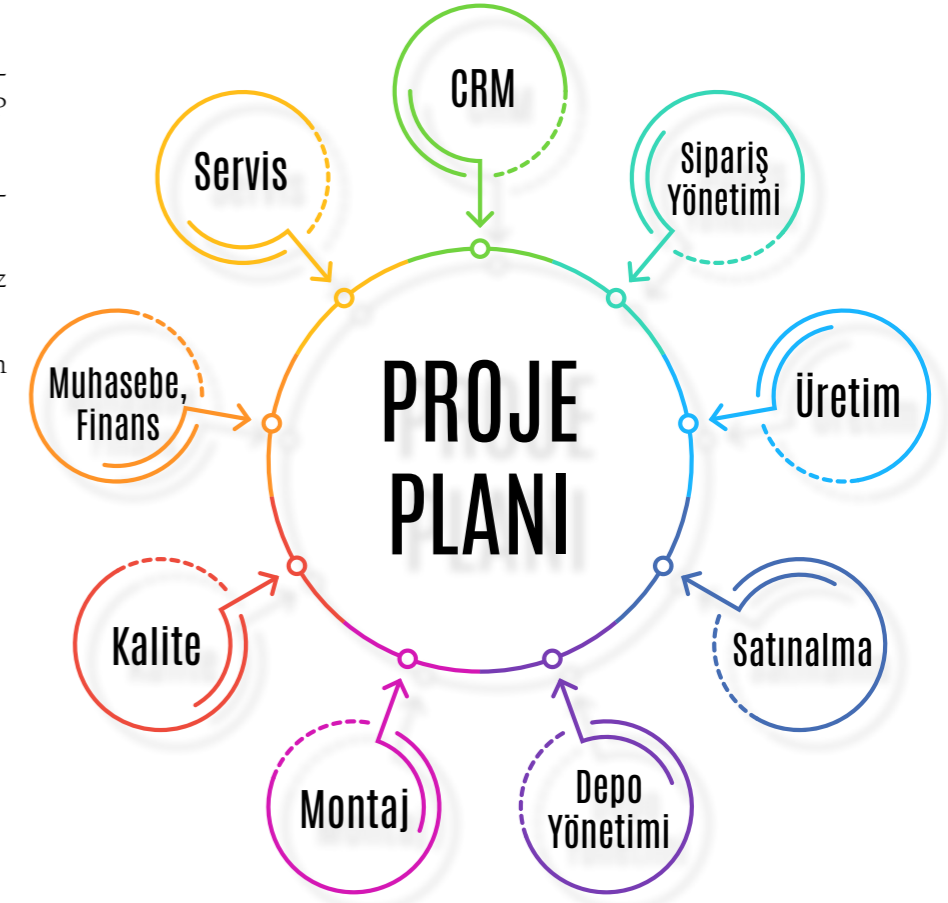 CRM
Sipariş
Yönetimi
Üretim
Satınalma
Depo
Yönetimi
Montaj
Kalite
Muhasebe,
Finans
Servis
PROJE
PLANI